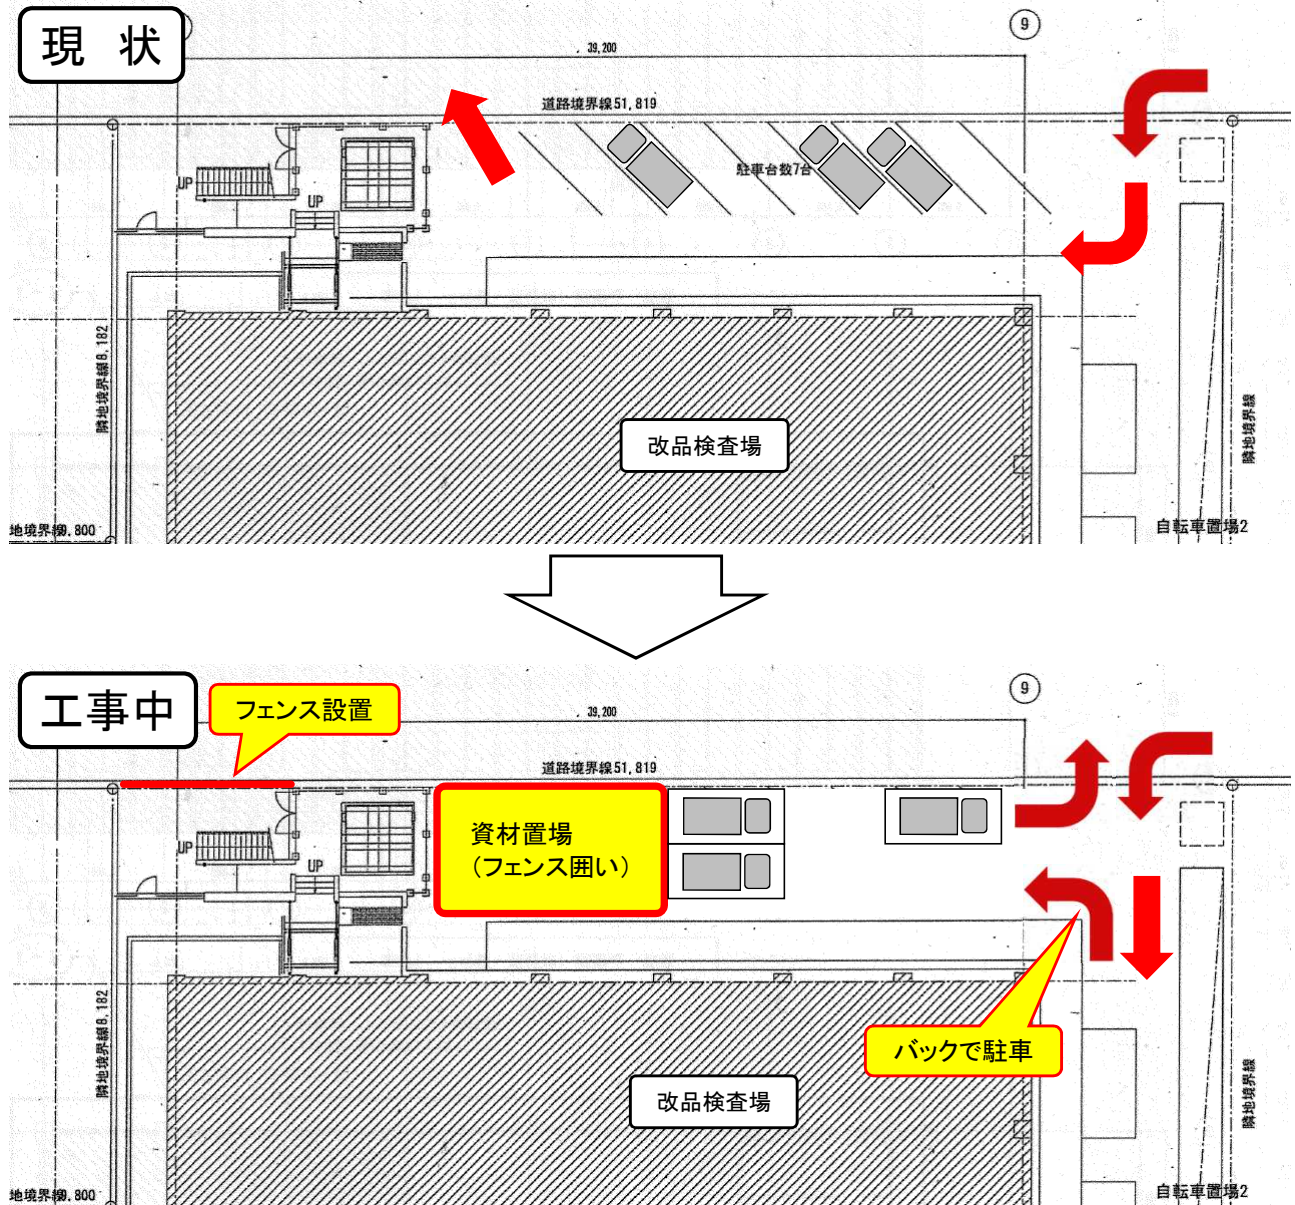 現 状
9
39,200
道路境界線51,819
駐車台数7台
UP
UP
隣地境界線8,182
改品検査場
隣地境界線
地境界線9,800
自転車置場2
工事中
フェンス設置
9
39,200
道路境界線51,819
資材置場
(フェンス囲い)
UP
UP
隣地境界線8,182
バックで駐車
改品検査場
隣地境界線
地境界線9,800
自転車置場2